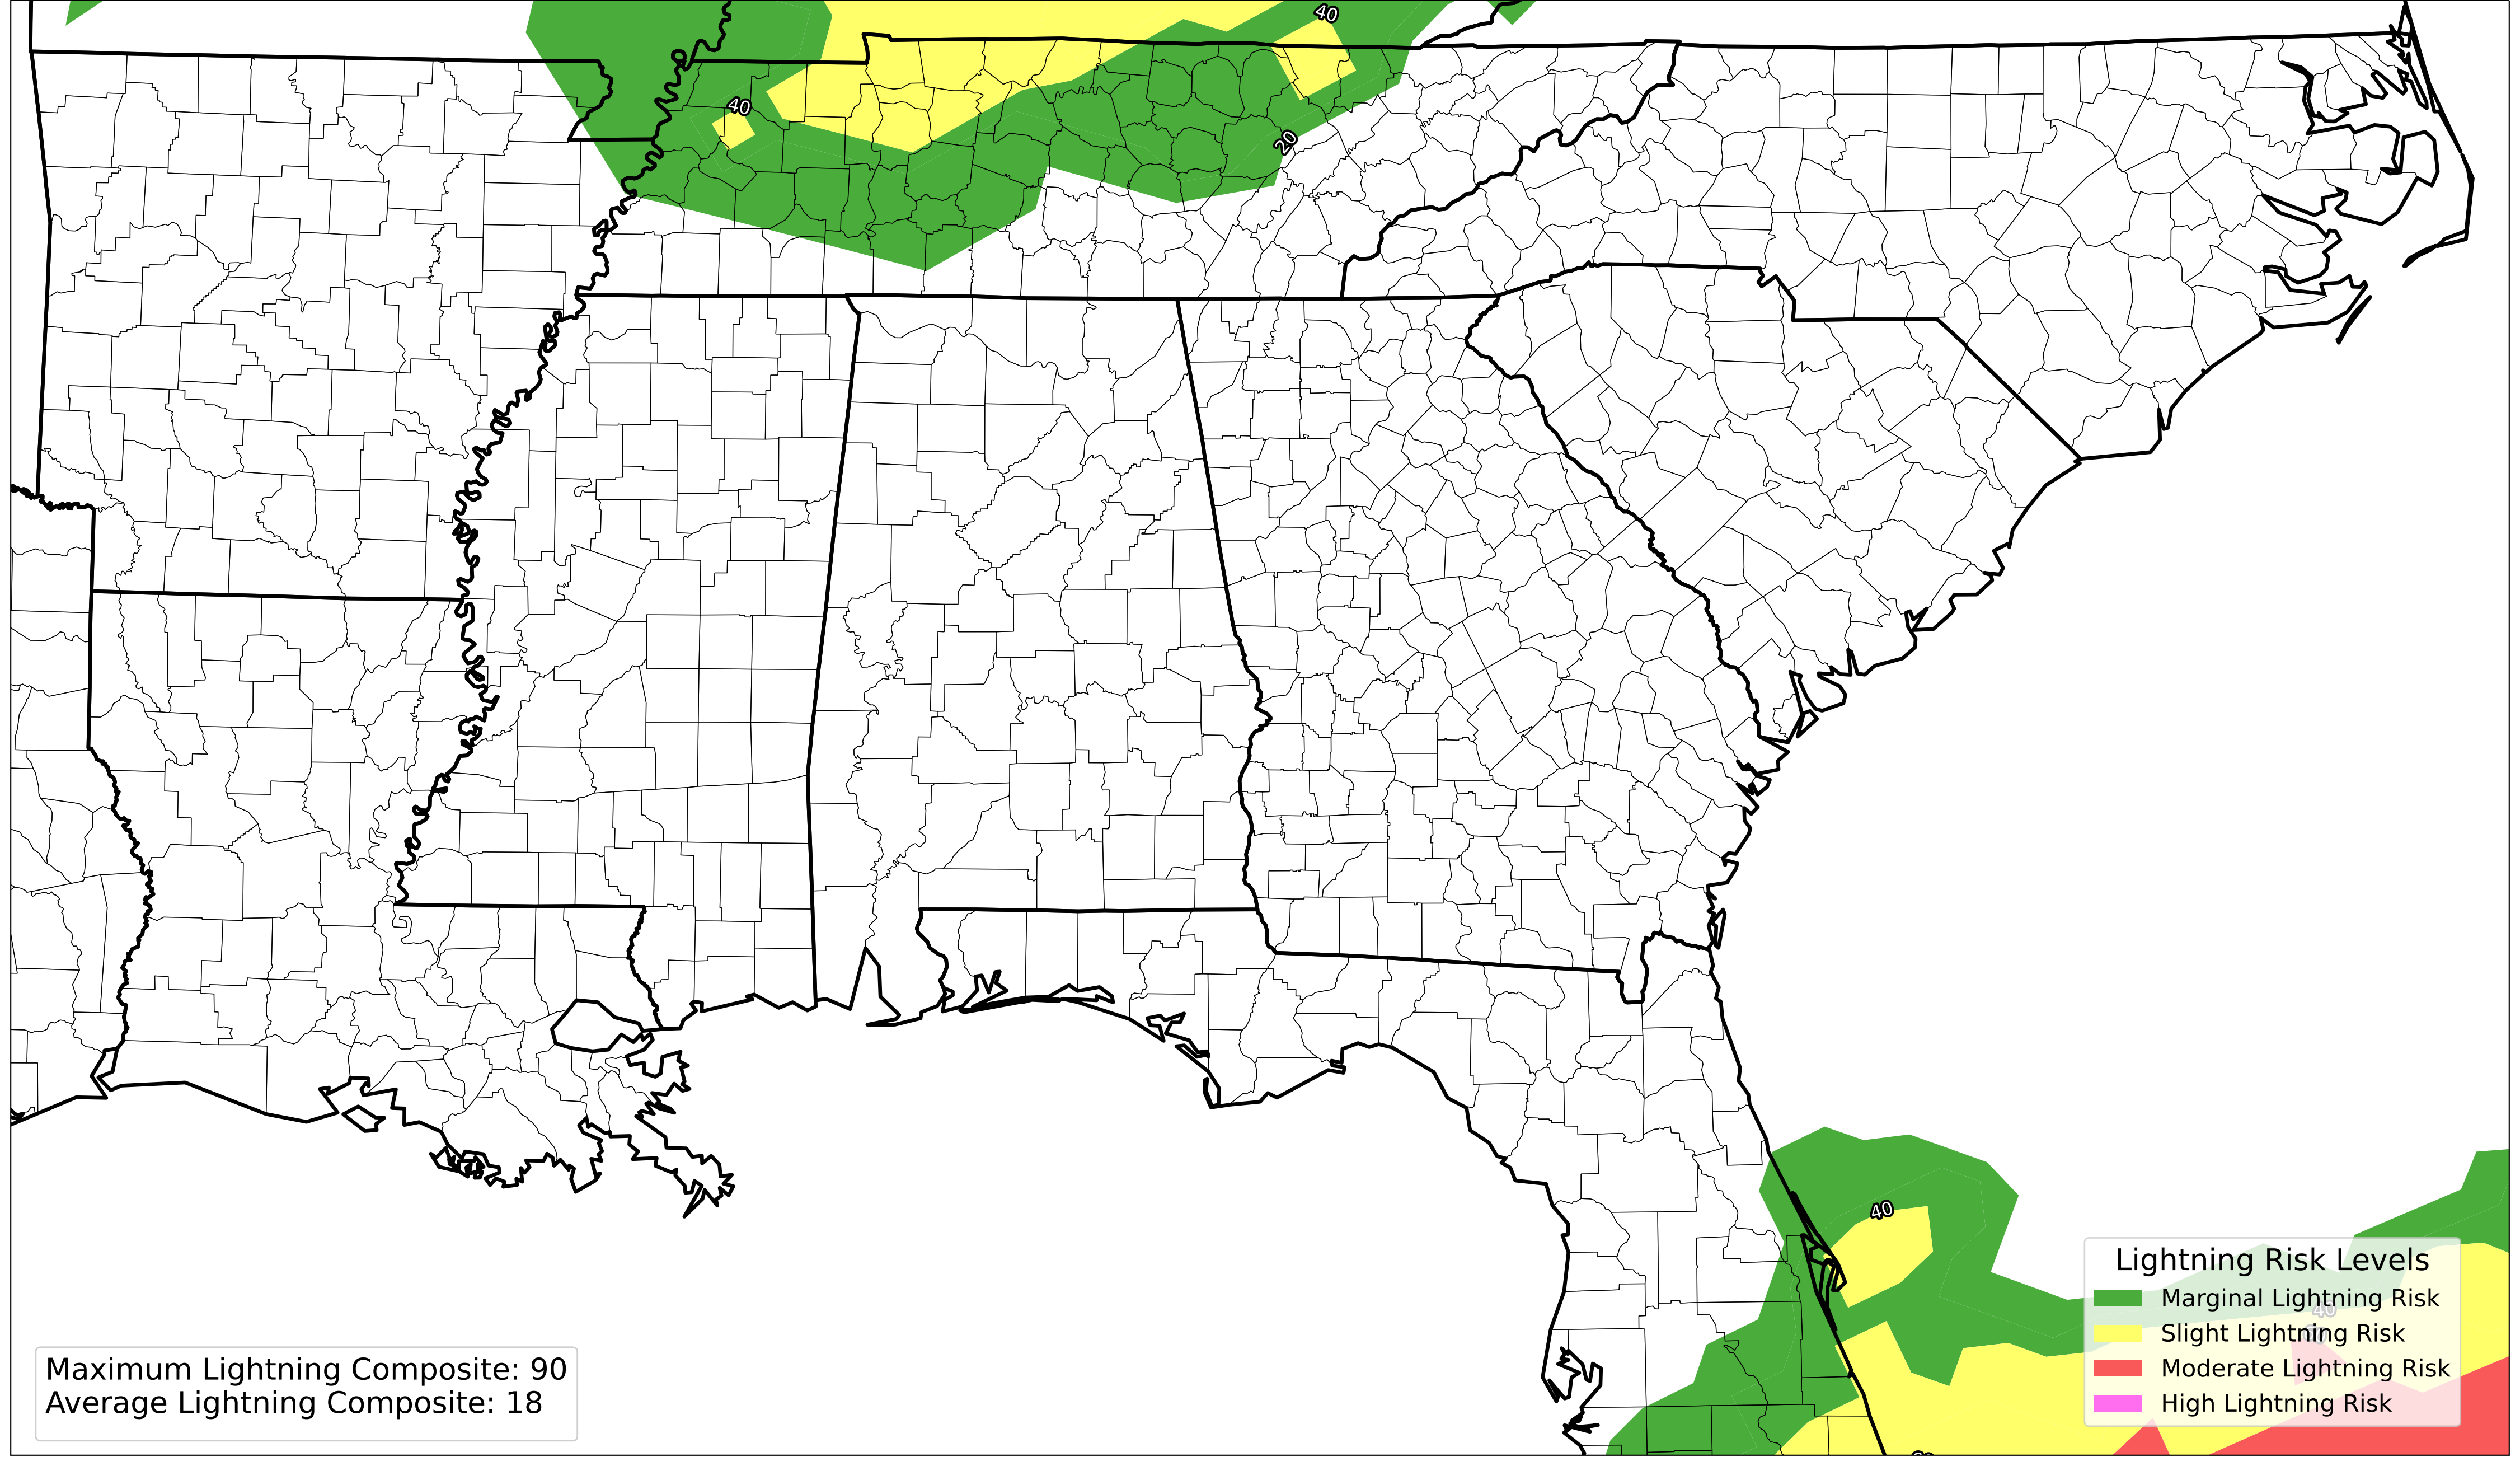 40
40
20
40
Lightning Risk Levels
Marginal Lightning Risk
40
Slight Lightning Risk
Moderate Lightning Risk
High Lightning Risk
Maximum Lightning Composite: 90
Average Lightning Composite: 18